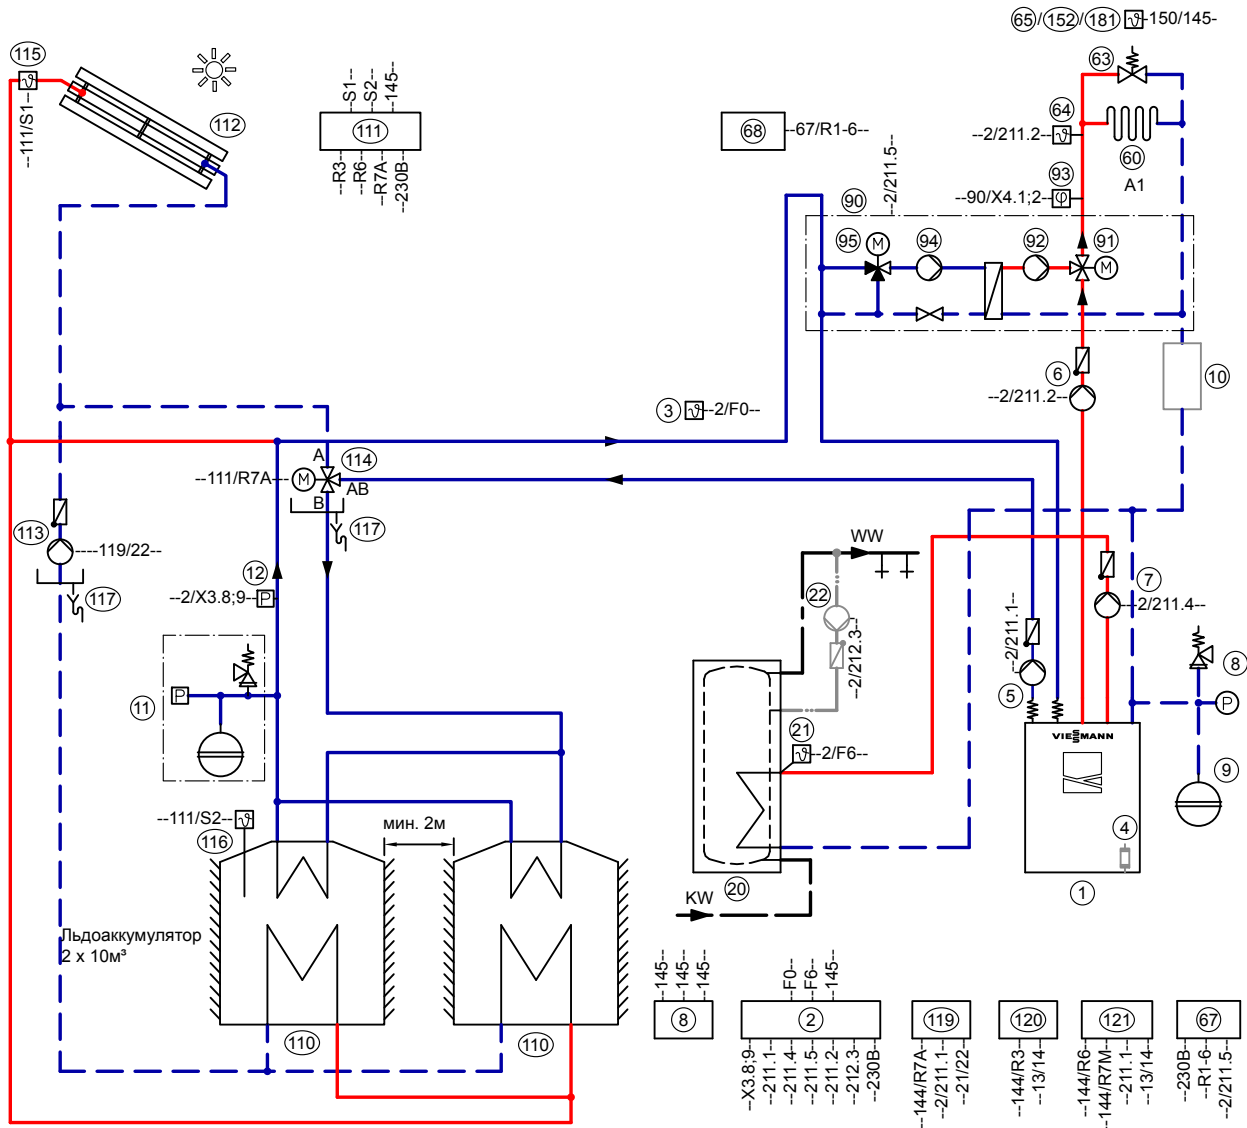 65/152/181 ϑ-150/145-
115
ϑ
--111/S1--
112
S1--
S2--
-145--
111
--R3
--R6
--R7A
--230B
68 --67/R1-6--
--2/211.5--
63
64
--2/211.2-- ϑ
60
A1
93
--90/X4.1;2-- φ
90
95 M 94 92 91
M
6
--2/211.2--
10
3 ϑ --2/F0--
A
114
--111/R7A-- M
AB
B
117
113
----119/22--
117
12
--2/X3.8;9-- P
11 P
WW
22
--2/212.3--
21
ϑ --2/F6--
--2/211.1--
5
7
--2/211.4--
8
P
9
VIESMANN
4
1
--111/S2-- ϑ
116
мин. 2м
20
KW
Льдоаккумулятор
2 x 10м³
110
110
-145--
-145--
-145--
8
-F0--
-F6--
-145--
2
--X3.8;9
--211.1
--211.4
--211.5
--211.2
--212.3
--230B
119
--144/R7A
--2/211.1
--21/22
120
--144/R3
--13/14
121
--144/R6
--144/R7M
--211.1
--13/14
67
--230B
--R1-6
--2/211.5